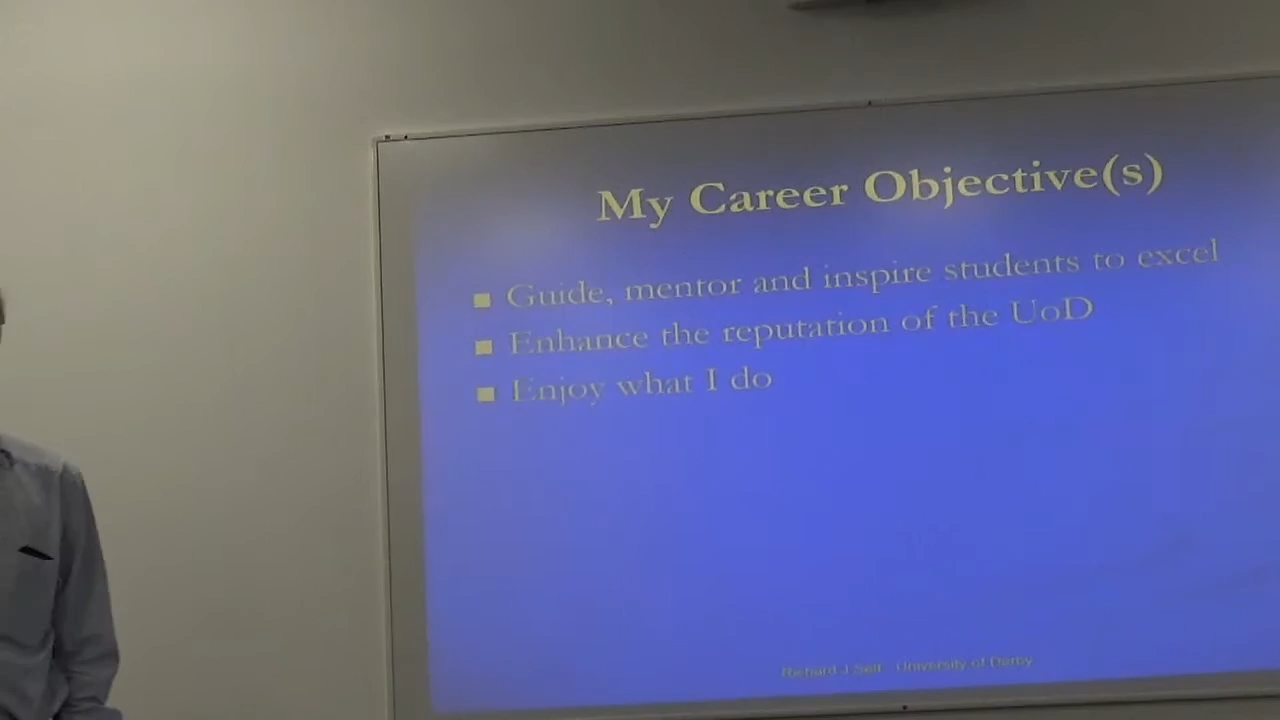 My Career Objective(s)
Guide, mentor and inspire students to excel
Enhance the reputation of the UoD
Enjoy what I do
Richard J Self - University of Derby